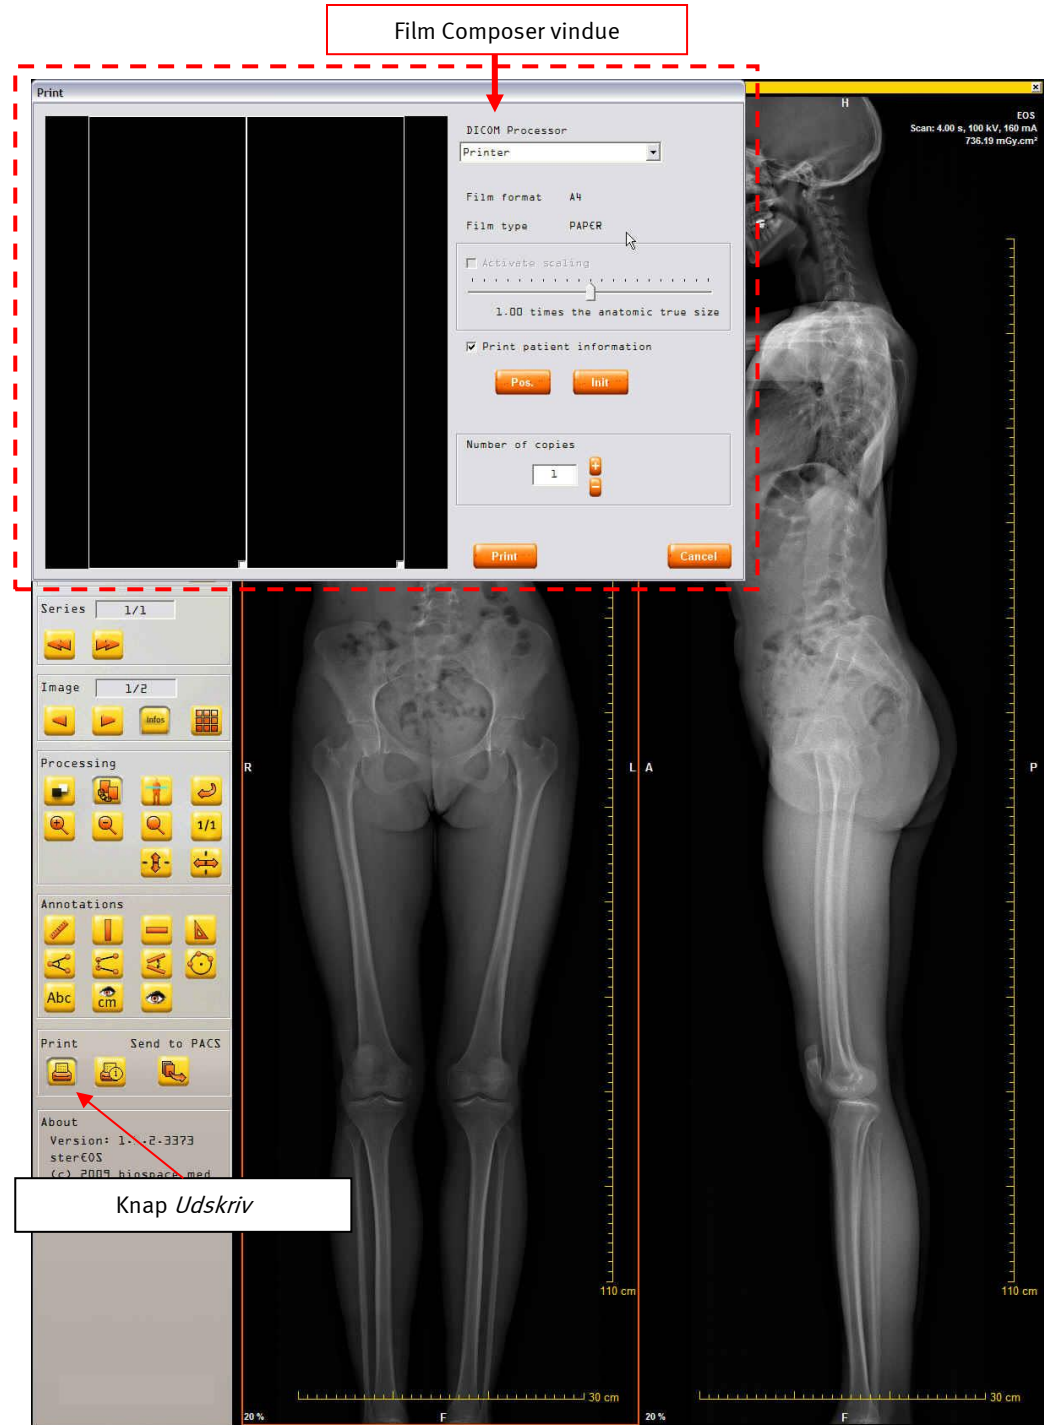 Film Composer vindue
Print
DICOM Processor
Printer
Film format A4
Film type PAPER
Activate scaling
1.00 times the anatomic true size
Print patient information
Pos. Init
Number of copies
1
Print Cancel
H
EOS
Scan: 4.00 s, 100 kV, 160 mA
736.19 mGy.cm²
Series 1/1
Image 1/2
Infos
Processing
1/1
Annotations
Abc cm
Print Send to PACS
About
Version: 1. .2.3373
sterEOS
(c) 2009 biospace med
Knap Udskriv
R
L
A
P
110 cm
110 cm
30 cm
30 cm
20 %
F
20 %
F